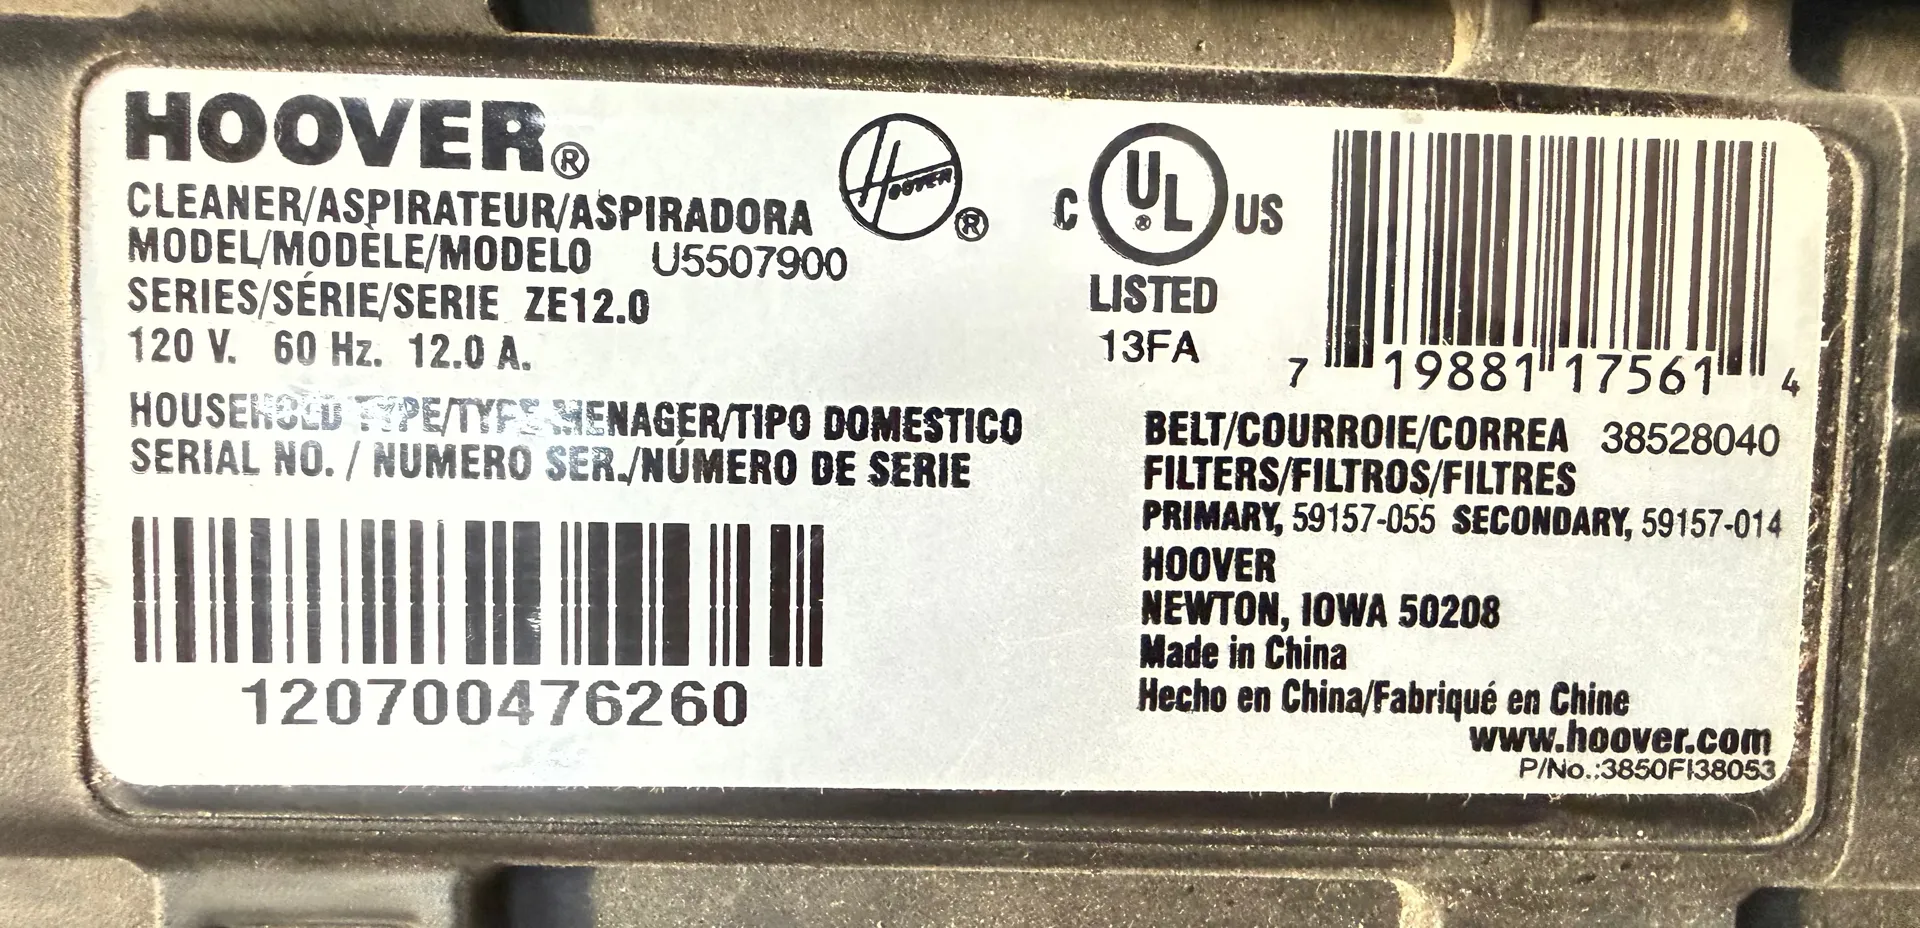 HOOVER®
CLEANER/ASPIRATEUR/ASPIRADORA
MODEL/MODÈLE/MODELO U5507900
SERIES/SÉRIE/SERIE ZE12.0
120 V. 60 Hz. 12.0 A.
HOUSEHOLD TYPE/TYPE MENAGER/TIPO DOMESTICO
SERIAL NO. / NUMERO SER./NÚMERO DE SERIE
120700476260
HOOVER ®
C UL ® US
LISTED
13FA
7 19881 17561 4
BELT/COURROIE/CORREA 38528040
FILTERS/FILTROS/FILTRES
PRIMARY, 59157-055 SECONDARY, 59157-014
HOOVER
NEWTON, IOWA 50208
Made in China
Hecho en China/Fabriqué en Chine
www.hoover.com
P/No.:3850FI38053